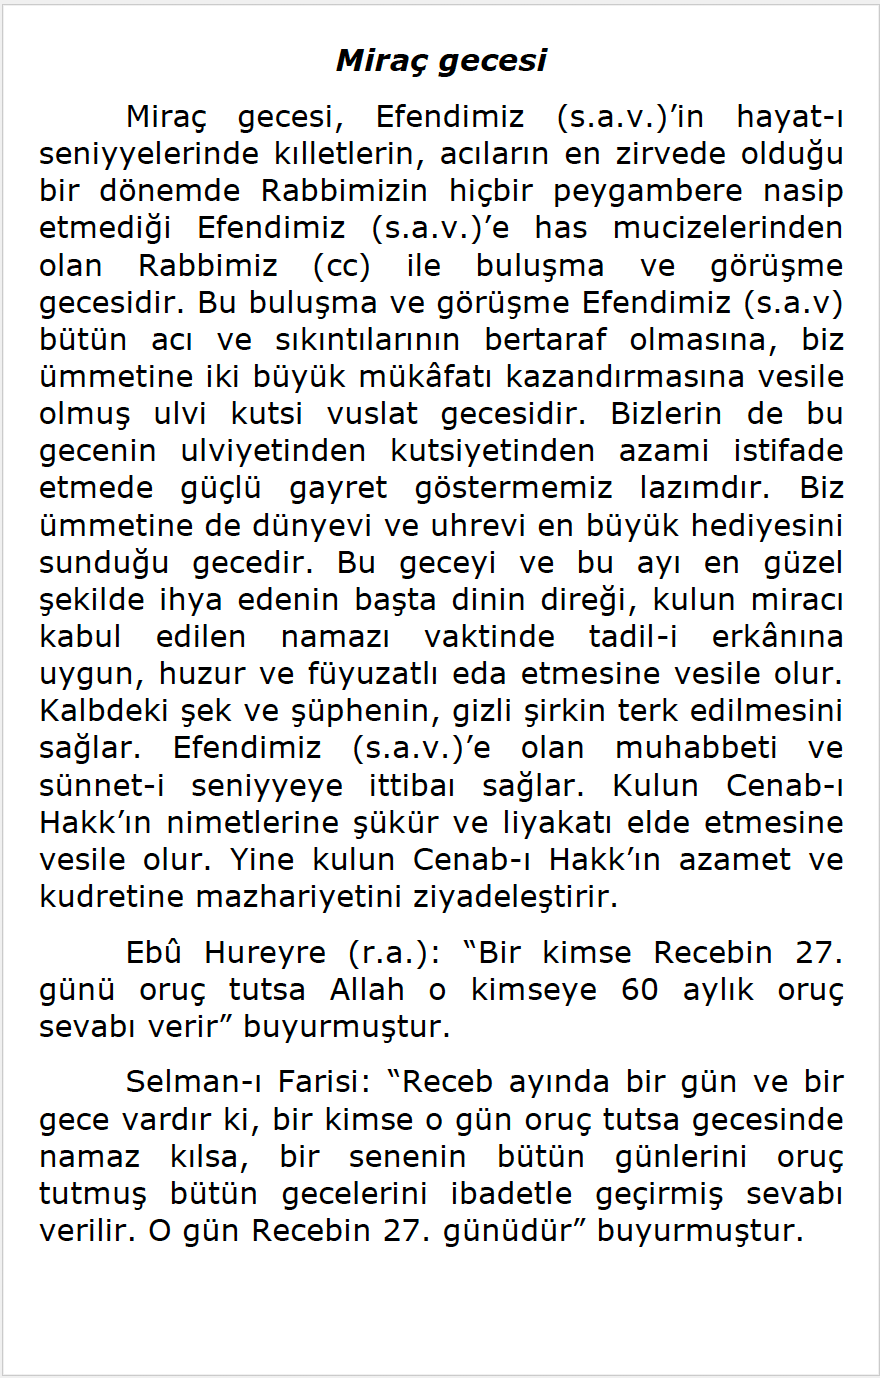 Miraç gecesi
Miraç gecesi, Efendimiz (s.a.v.)’in hayat-ı
seniyyelerinde kılletlerin, acıların en zirvede olduğu
bir dönemde Rabbimizin hiçbir peygambere nasip
etmediği Efendimiz (s.a.v.)’e has mucizelerinden
olan Rabbimiz (cc) ile buluşma ve görüşme
gecesidir. Bu buluşma ve görüşme Efendimiz (s.a.v)
bütün acı ve sıkıntılarının bertaraf olmasına, biz
ümmetine iki büyük mükâfatı kazandırmasına vesile
olmuş ulvi kutsi vuslat gecesidir. Bizlerin de bu
gecenin ulviyetinden kutsiyetinden azami istifade
etmede güçlü gayret göstermemiz lazımdır. Biz
ümmetine de dünyevi ve uhrevi en büyük hediyesini
sunduğu gecedir. Bu geceyi ve bu ayı en güzel
şekilde ihya edenin başta dinin direği, kulun miracı
kabul edilen namazı vaktinde tadil-i erkânına
uygun, huzur ve füyuzatlı eda etmesine vesile olur.
Kalbdeki şek ve şüphenin, gizli şirkin terk edilmesini
sağlar. Efendimiz (s.a.v.)’e olan muhabbeti ve
sünnet-i seniyyeye ittibaı sağlar. Kulun Cenab-ı
Hakk’ın nimetlerine şükür ve liyakatı elde etmesine
vesile olur. Yine kulun Cenab-ı Hakk’ın azamet ve
kudretine mazhariyetini ziyadeleştirir.
Ebû Hureyre (r.a.): “Bir kimse Recebin 27.
günü oruç tutsa Allah o kimseye 60 aylık oruç
sevabı verir” buyurmuştur.
Selman-ı Farisi: “Receb ayında bir gün ve bir
gece vardır ki, bir kimse o gün oruç tutsa gecesinde
namaz kılsa, bir senenin bütün günlerini oruç
tutmuş bütün gecelerini ibadetle geçirmiş sevabı
verilir. O gün Recebin 27. günüdür” buyurmuştur.